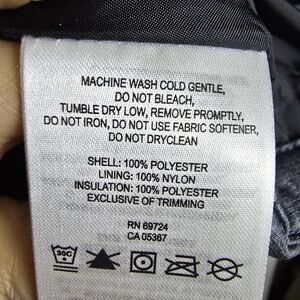 MACHINE WASH COLD GENTLE,
DO NOT BLEACH,
TUMBLE DRY LOW, REMOVE PROMPTLY,
DO NOT IRON, DO NOT USE FABRIC SOFTENER,
DO NOT DRYCLEAN
SHELL: 100% POLYESTER
LINING: 100% NYLON
INSULATION: 100% POLYESTER
EXCLUSIVE OF TRIMMING
RN 69724
CA 05367
30C